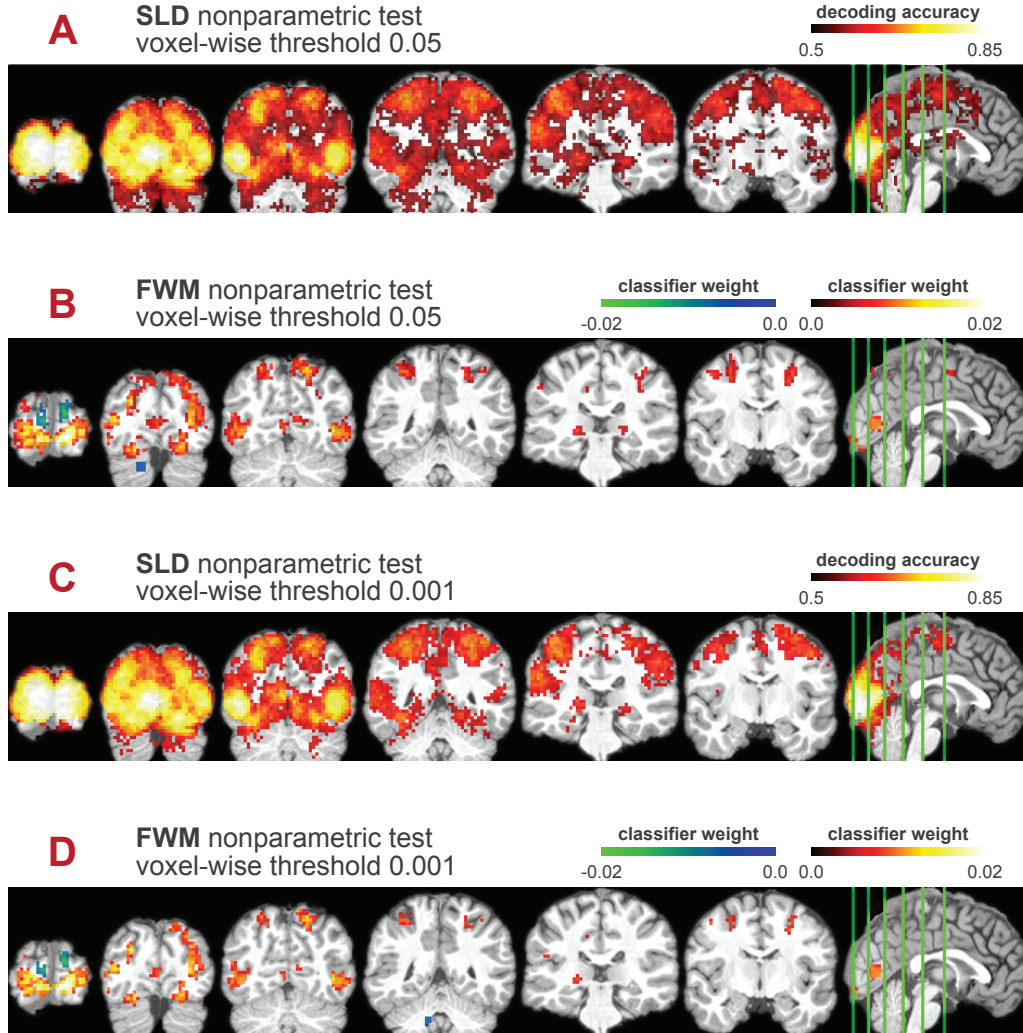 A
SLD nonparametric test
voxel-wise threshold 0.05
decoding accuracy
0.5 0.85
B
FWM nonparametric test
voxel-wise threshold 0.05
classifier weight
-0.02 0.0
classifier weight
0.0 0.02
C
SLD nonparametric test
voxel-wise threshold 0.001
decoding accuracy
0.5 0.85
D
FWM nonparametric test
voxel-wise threshold 0.001
classifier weight
-0.02 0.0
classifier weight
0.0 0.02